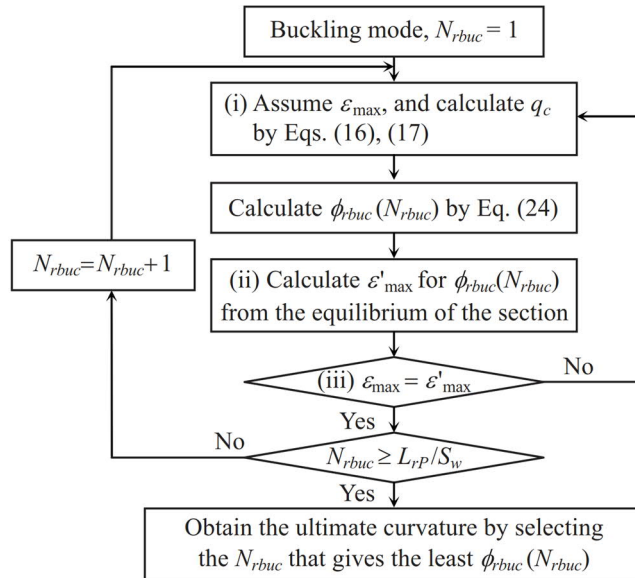 Buckling mode, N_rbuc = 1
(i) Assume ε_max, and calculate q_c
by Eqs. (16), (17)
Calculate ϕ_rbuc (N_rbuc) by Eq. (24)
N_rbuc=N_rbuc+1
(ii) Calculate ε'_max for ϕ_rbuc(N_rbuc)
from the equilibrium of the section
(iii) ε_max = ε'_max
No
Yes
No
N_rbuc ≥ L_rP/S_w
Yes
Obtain the ultimate curvature by selecting
the N_rbuc that gives the least ϕ_rbuc (N_rbuc)